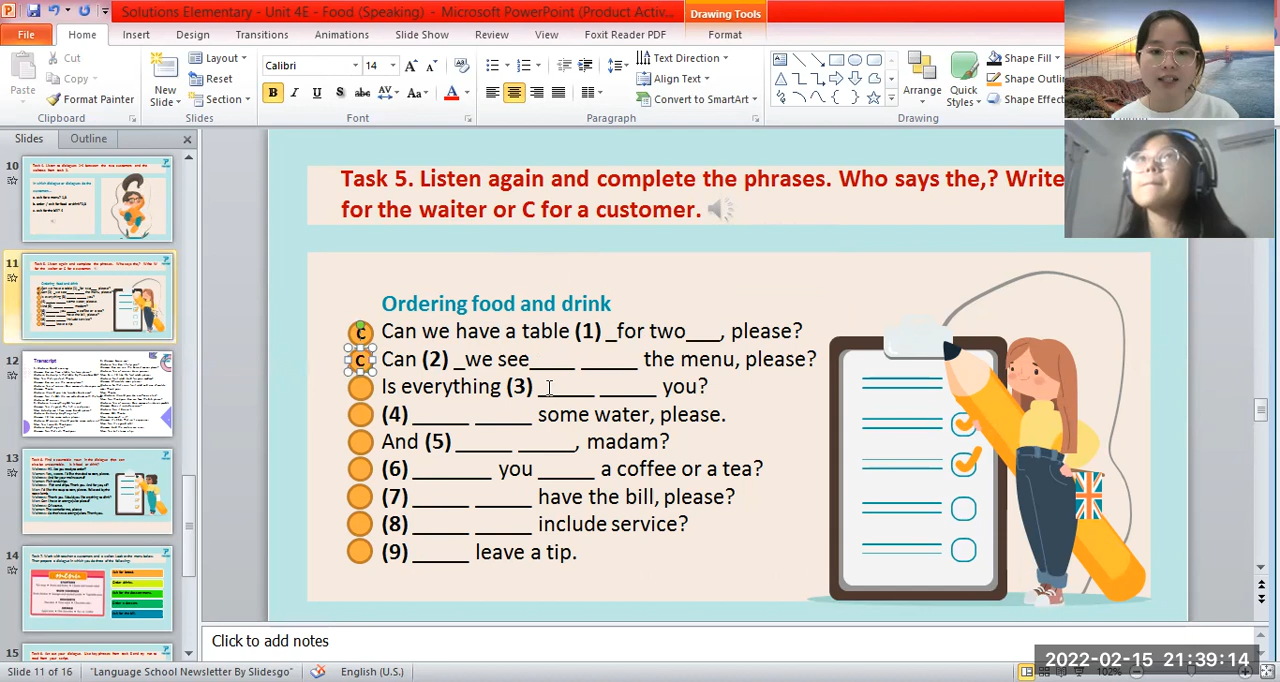 Solutions Elementary - Unit 4E - Food (Speaking) - Microsoft PowerPoint (Product Activ...
Drawing Tools
File Home Insert Design Transitions Animations Slide Show Review View Foxit Reader PDF Format
Cut
Copy
Format Painter
Paste
Clipboard
New Slide
Layout
Reset
Section
Slides
Calibri 14
Font
Paragraph
Text Direction
Align Text
Convert to SmartArt
Arrange
Quick Styles
Shape Fill
Shape Outli
Shape Effect
Drawing
Slides Outline
10
11
12
13
14
15
Transcript
menu
Task 5. Listen again and complete the phrases. Who says the,? Write
for the waiter or C for a customer.
Ordering food and drink
C Can we have a table (1) _for two___, please?
C Can (2) _we see_____ ______ the menu, please?
Is everything (3) ______ ______ you?
(4) ______ ______ some water, please.
And (5) ______ ______, madam?
(6) ______ you ______ a coffee or a tea?
(7) ______ ______ have the bill, please?
(8) ______ ______ include service?
(9) ______ leave a tip.
Click to add notes
Slide 11 of 16 "Language School Newsletter By Slidesgo" English (U.S.) 102%
2022-02-15 21:39:14